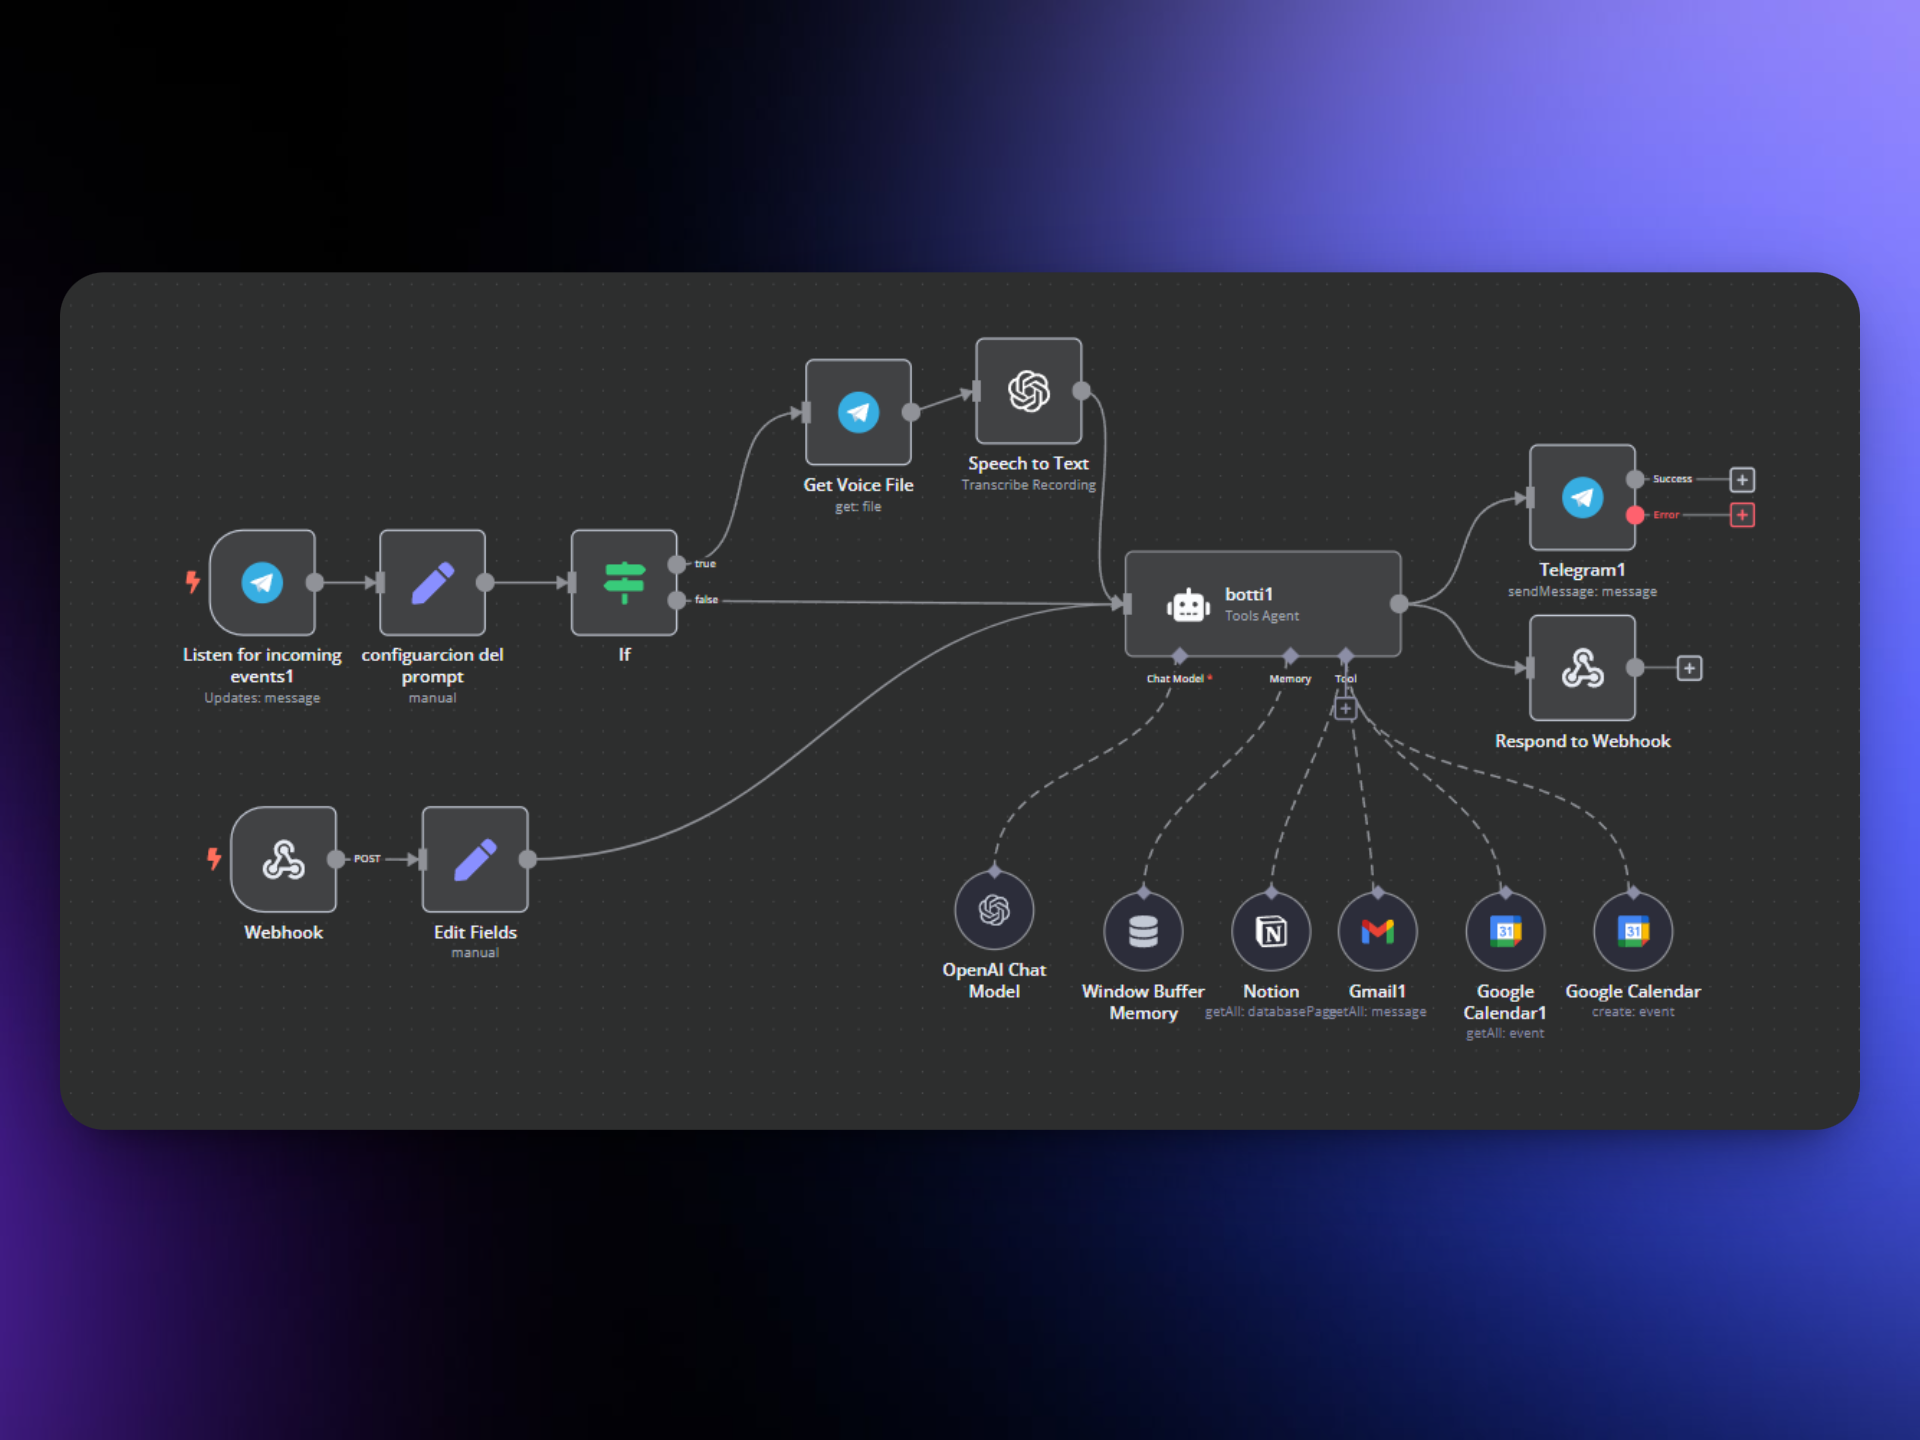 Get Voice File
get: file
Speech to Text
Transcribe Recording
Listen for incoming
events1
Updates: message
configuarcion del
prompt
manual
If
true
false
botti1
Tools Agent
Chat Model *
Memory
Tool
Success
Error
Telegram1
sendMessage: message
Respond to Webhook
Webhook
POST
Edit Fields
manual
OpenAI Chat
Model
Window Buffer
Memory
Notion
getAll: databasePage
Gmail1
getAll: message
31
Google
Calendar1
getAll: event
31
Google Calendar
create: event